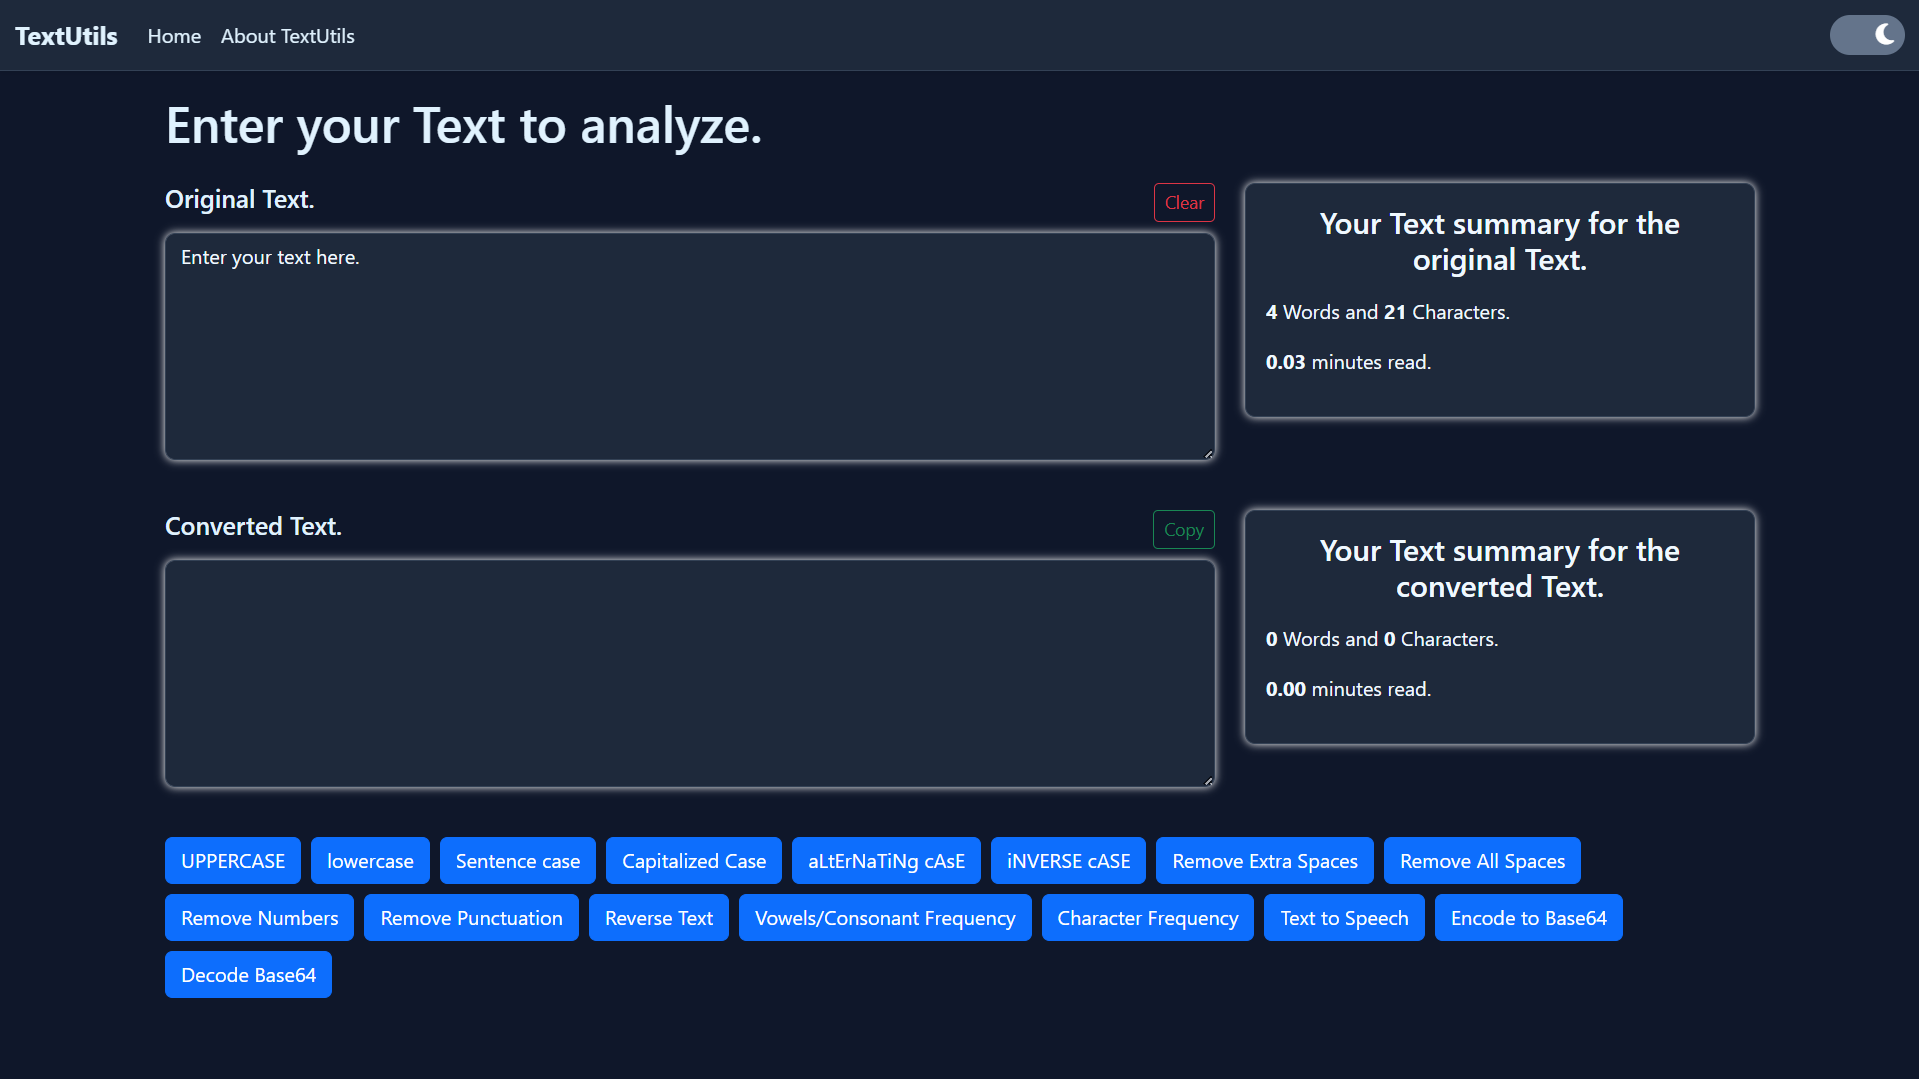 TextUtils Home About TextUtils
Enter your Text to analyze.
Original Text.
Clear
Enter your text here.
Your Text summary for the
original Text.
4 Words and 21 Characters.
0.03 minutes read.
Converted Text.
Copy
Your Text summary for the
converted Text.
0 Words and 0 Characters.
0.00 minutes read.
UPPERCASE lowercase Sentence case Capitalized Case aLtErNaTiNg cAsE iNVERSE cASE Remove Extra Spaces Remove All Spaces
Remove Numbers Remove Punctuation Reverse Text Vowels/Consonant Frequency Character Frequency Text to Speech Encode to Base64
Decode Base64